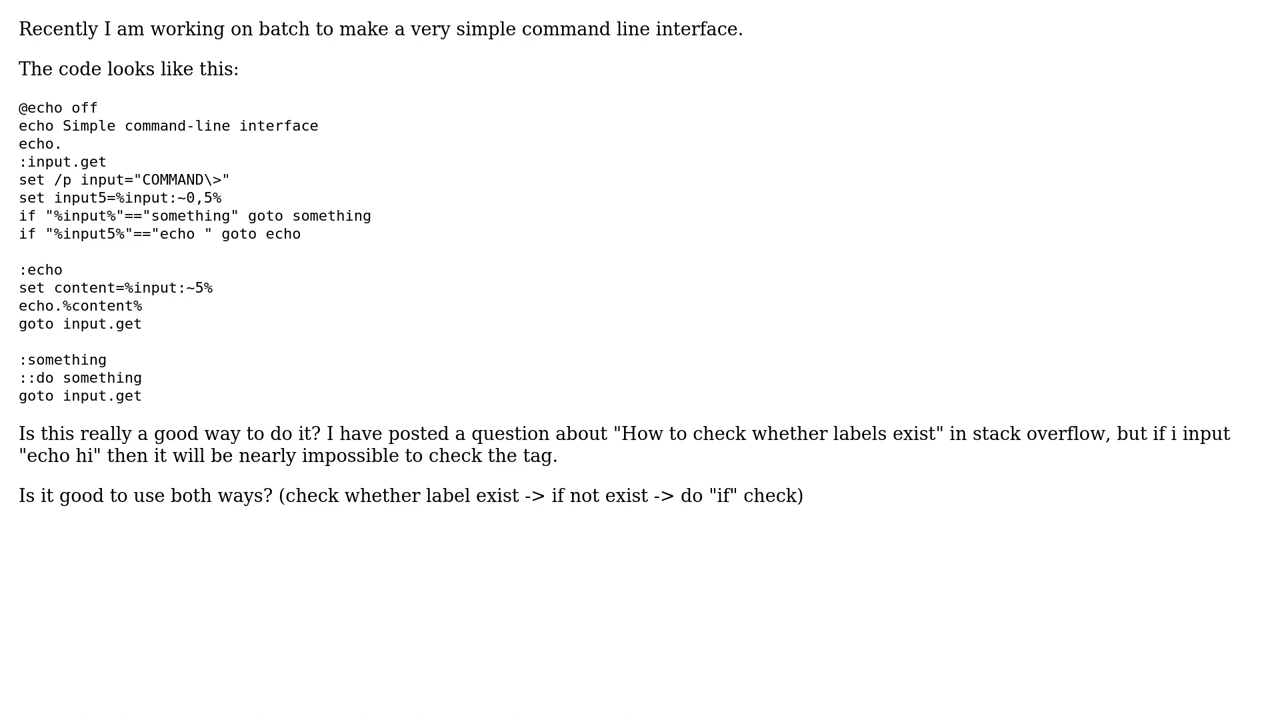 Recently I am working on batch to make a very simple command line interface.
The code looks like this:
@echo off
echo Simple command-line interface
echo.
:input.get
set /p input="COMMAND\>"
set input5=%input:~0,5%
if "%input%"=="something" goto something
if "%input5%"=="echo " goto echo
:echo
set content=%input:~5%
echo.%content%
goto input.get
:something
::do something
goto input.get
Is this really a good way to do it? I have posted a question about "How to check whether labels exist" in stack overflow, but if i input
"echo hi" then it will be nearly impossible to check the tag.
Is it good to use both ways? (check whether label exist -> if not exist -> do "if" check)